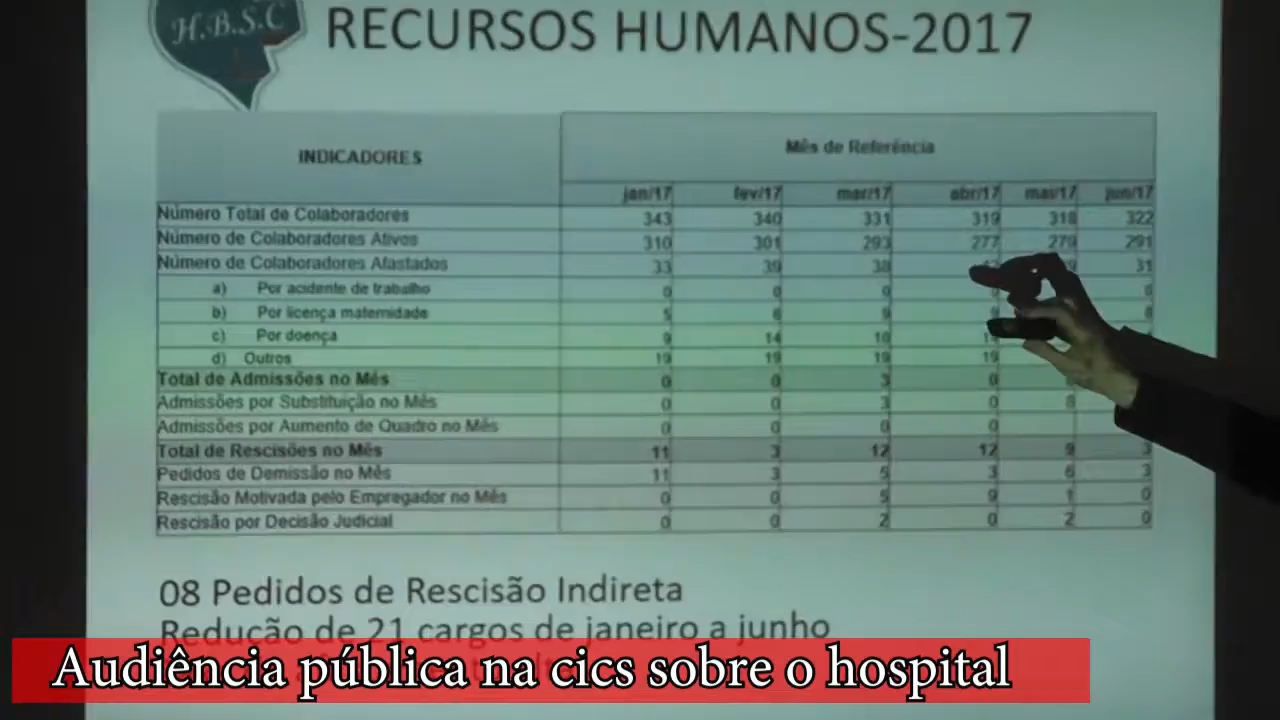 H.B.S.C
RECURSOS HUMANOS-2017
INDICADORES
Mês de Referência
jan/17 fev/17 mar/17 abr/17 mai/17 jun/17
Número Total de Colaboradores 343 340 331 319 318 322
Número de Colaboradores Ativos 310 301 293 277 279 291
Número de Colaboradores Afastados 33 39 38 31
a) Por acidente de trabalho 0 0 0 0
b) Por licença maternidade 5 6 9 8
c) Por doença 9 14 10
d) Outros 19 19 19 19
Total de Admissões no Mês 0 0 3 0
Admissões por Substituição no Mês 0 0 3 0 8
Admissões por Aumento de Quadro no Mês 0 0 0 0
Total de Rescisões no Mês 11 3 12 12 9 3
Pedidos de Demissão no Mês 11 3 5 3 6 3
Rescisão Motivada pelo Empregador no Mês 0 0 5 9 1 0
Rescisão por Decisão Judicial 0 0 2 0 2 0
08 Pedidos de Rescisão Indireta
Redução de 21 cargos de janeiro a junho
Audiência pública na cics sobre o hospital